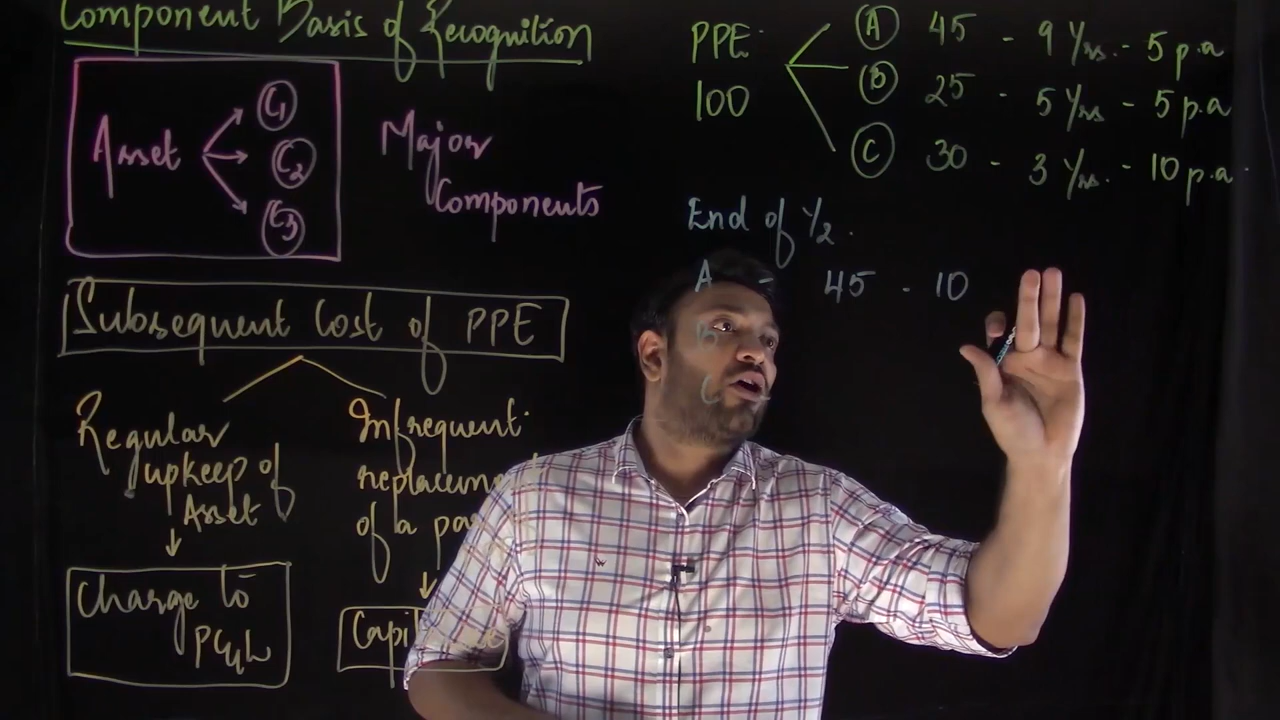 Component Basis of Recognition
Asset
C1
C2
C3
Major
Components
Subsequent Cost of PPE
Regular
upkeep of
Asset
Charge to
P&L
Infrequent
of a
PPE
100
A 45 - 9 Yrs. - 5 p.a
B 25 - 5 Yrs - 5 p.a
C 30 - 3 Yrs. - 10 p.a.
End of Y2.
A - 45 - 10
B
C